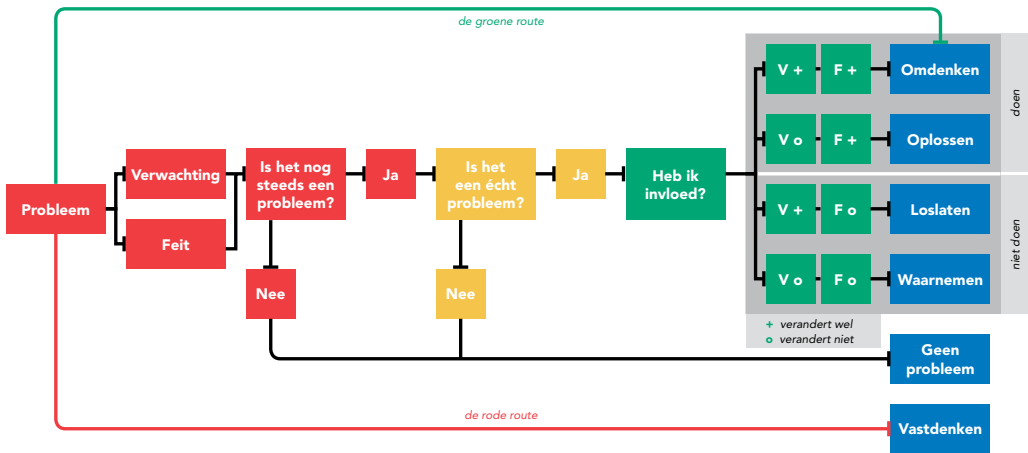 de groene route
V +
F +
Omdenken
doen
V o
F +
Oplossen
Probleem
Verwachting
Feit
Is het nog
steeds een
probleem?
Ja
Is het
een écht
probleem?
Ja
Heb ik
invloed?
V +
F o
Loslaten
niet doen
V o
F o
Waarnemen
Nee
Nee
+ verandert wel
o verandert niet
Geen
probleem
de rode route
Vastdenken